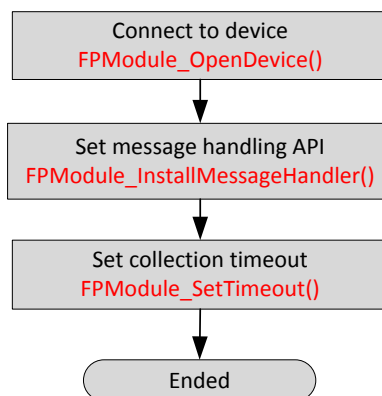 Connect to device
FPModule_OpenDevice()
Set message handling API
FPModule_InstallMessageHandler()
Set collection timeout
FPModule_SetTimeout()
Ended